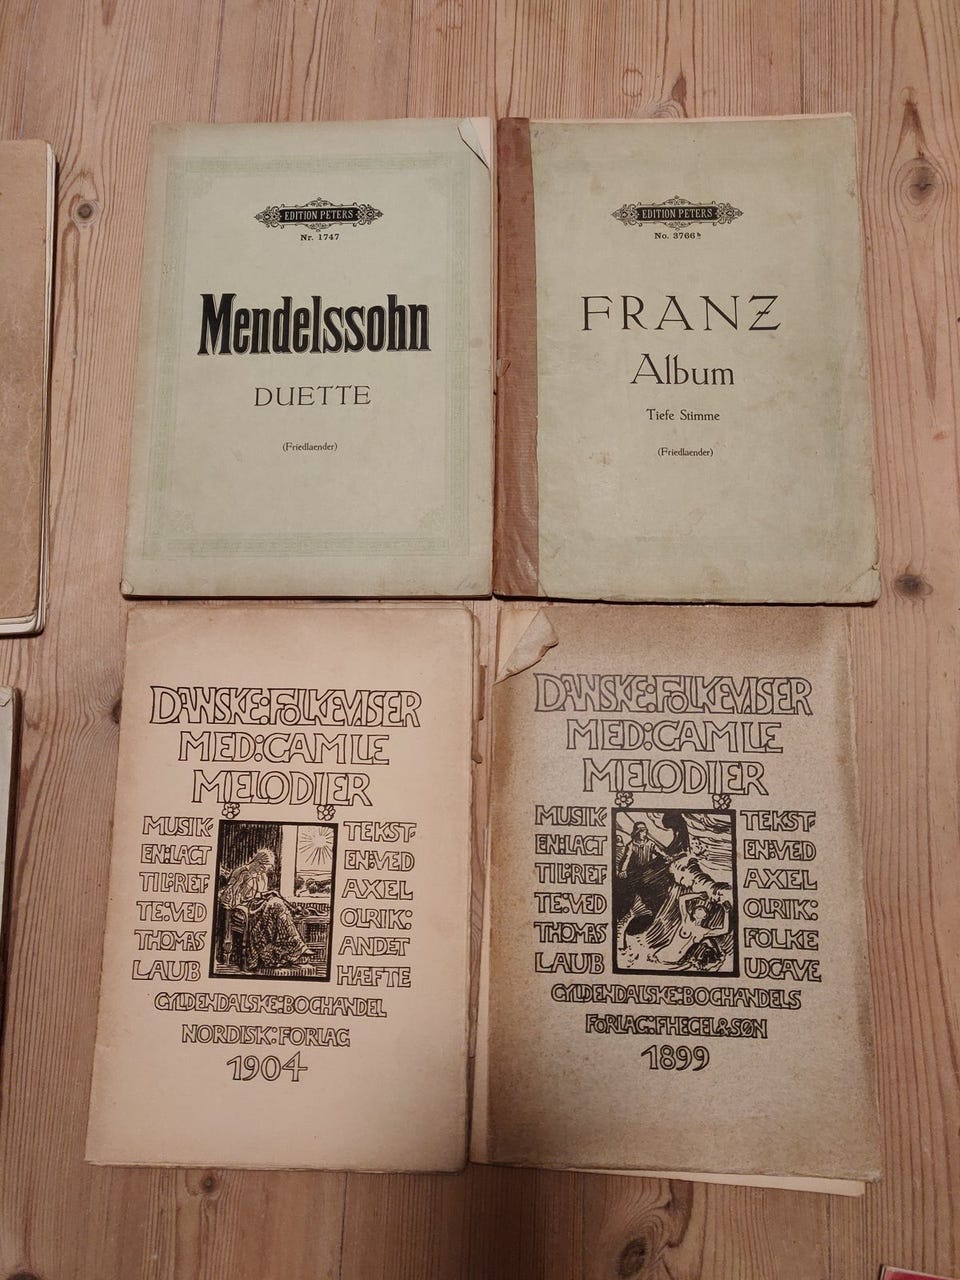 EDITION PETERS
Nr. 1747
Mendelssohn
DUETTE
(Friedlaender)
EDITION PETERS
No. 3766b
FRANZ
Album
Tiefe Stimme
(Friedlaender)
DANSKE:FOLKEVISER
MED:GAMLE
MELODIER
MUSIK-
EN:LAGT
TIL:RET
TE:VED
THOMAS
LAUB
TEKST-
EN:VED
AXEL
OLRIK:
ANDET
HÆFTE
GYLDENDALSKE:BOGHANDEL
NORDISK:FORLAG
1904
DANSKE:FOLKEVISER
MED:GAMLE
MELODIER
MUSIK-
EN:LAGT
TIL:RET
TE:VED
THOMAS
LAUB
TEKST-
EN:VED
AXEL
OLRIK:
FOLKE
UDGAVE
GYLDENDALSKE:BOGHANDELS
FORLAG:FHEGEL&SØN
1899